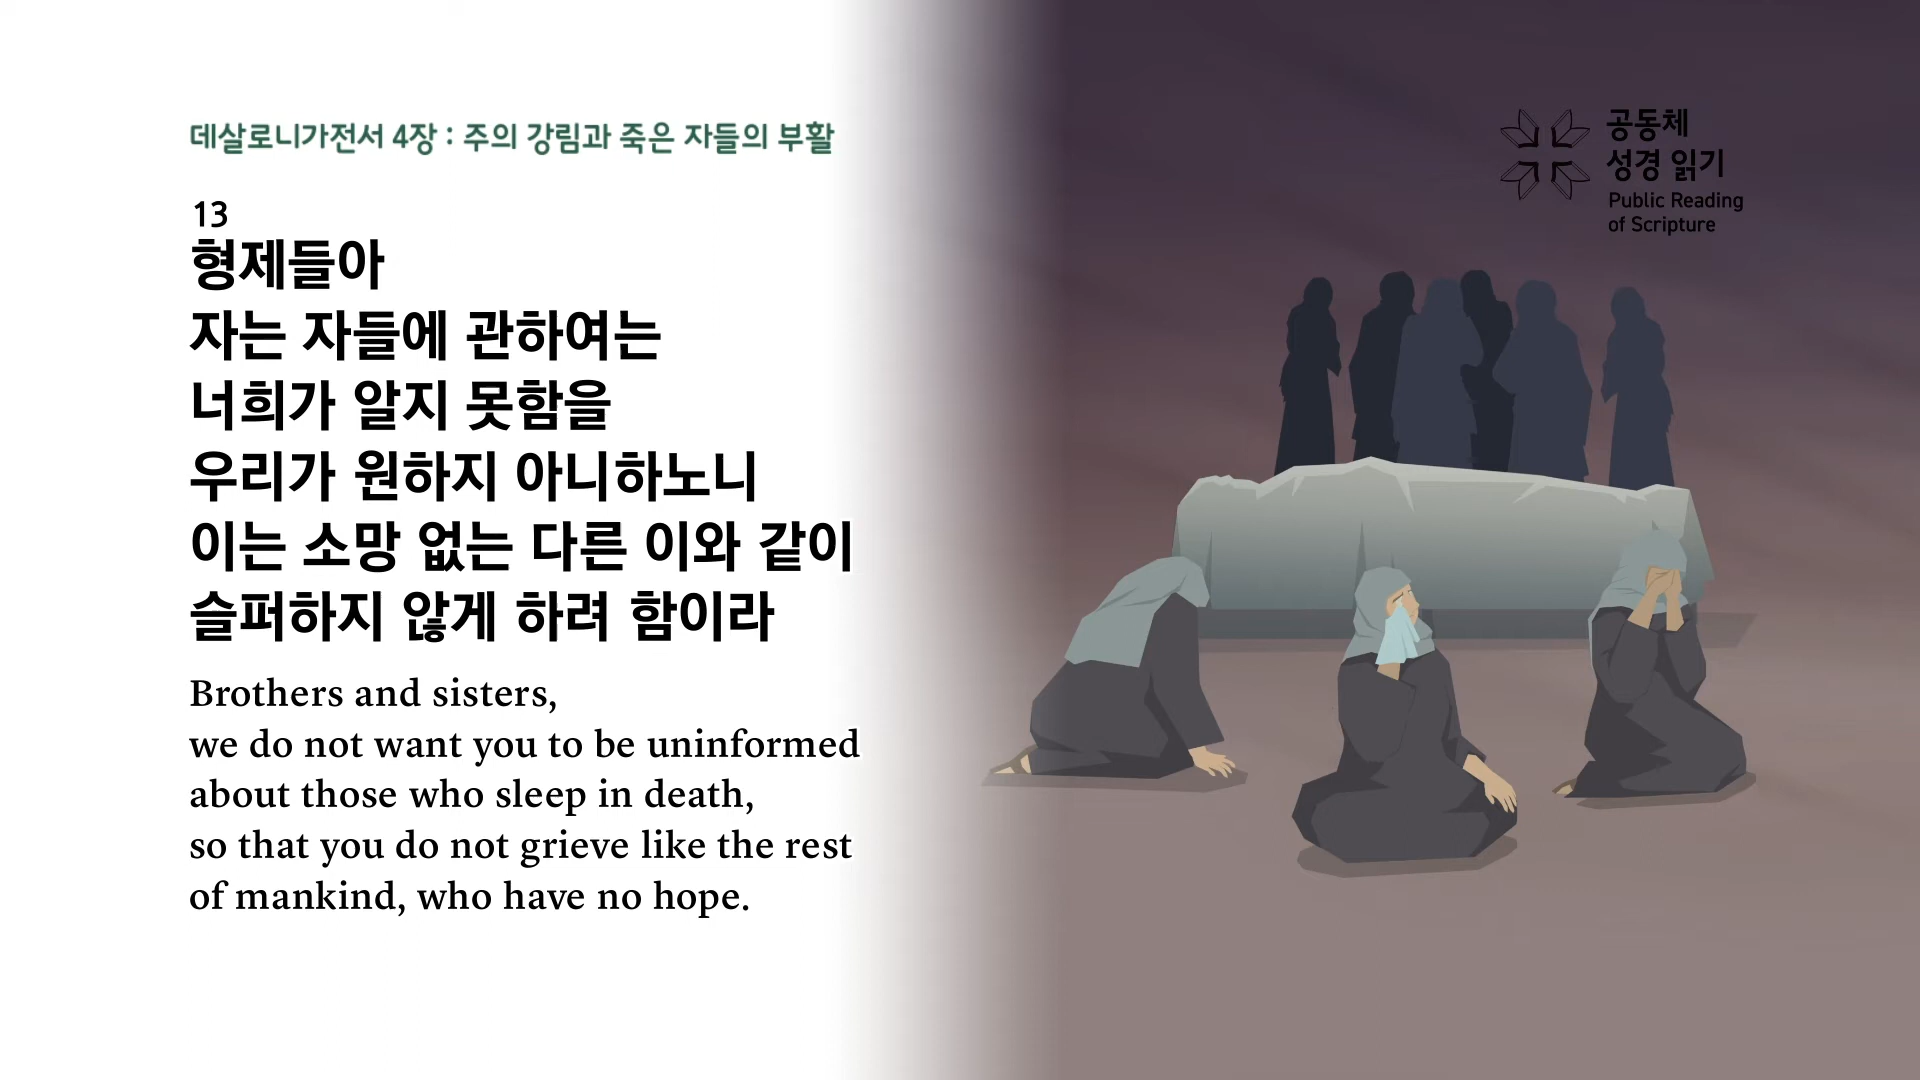 데살로니가전서 4장 : 주의 강림과 죽은 자들의 부활
13
형제들아
자는 자들에 관하여는
너희가 알지 못함을
우리가 원하지 아니하노니
이는 소망 없는 다른 이와 같이
슬퍼하지 않게 하려 함이라
Brothers and sisters,
we do not want you to be uninformed
about those who sleep in death,
so that you do not grieve like the rest
of mankind, who have no hope.
공동체
성경 읽기
Public Reading
of Scripture